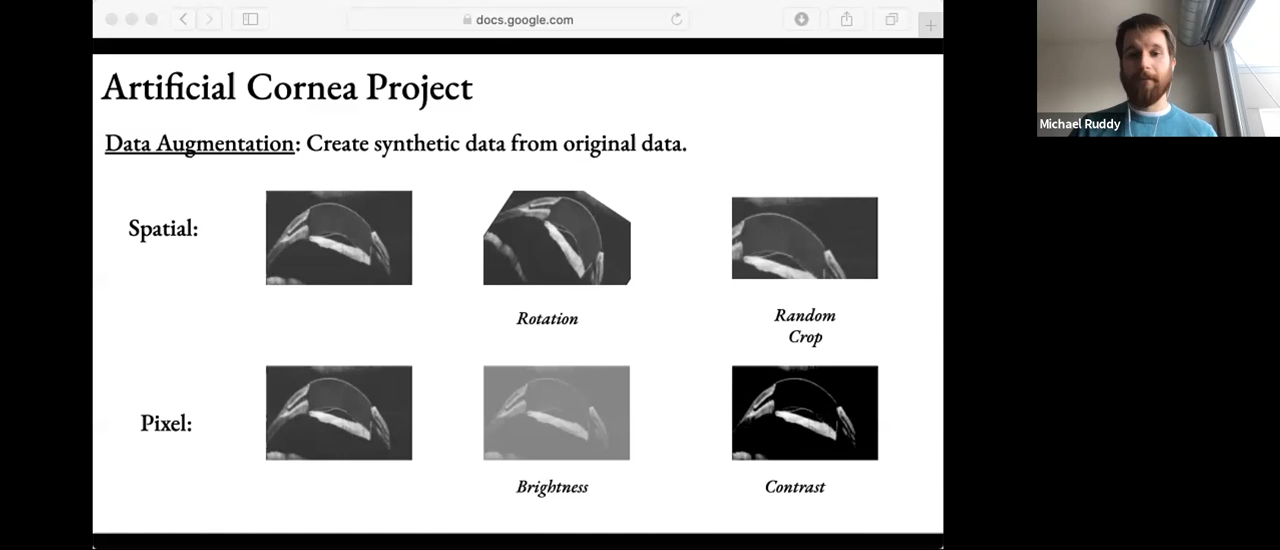 docs.google.com
Artificial Cornea Project
Data Augmentation: Create synthetic data from original data.
Spatial:
Rotation
Random
Crop
Pixel:
Brightness
Contrast
Michael Ruddy